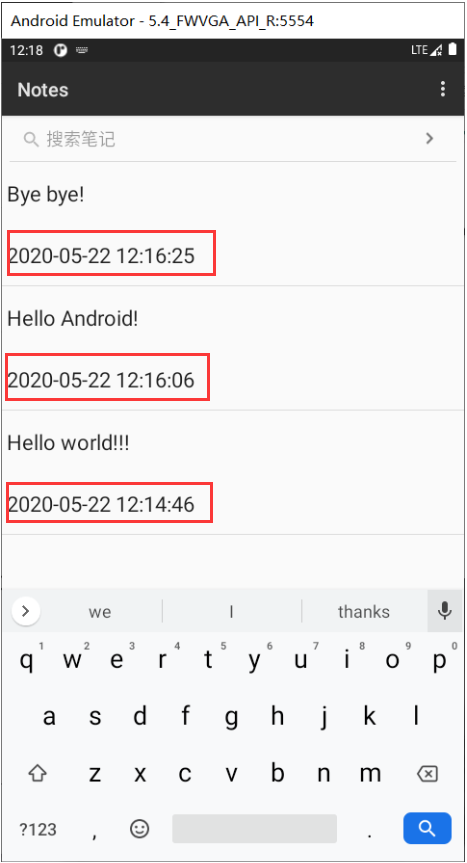 Android Emulator - 5.4_FWVGA_API_R:5554
12:18 LTE
Notes
搜索笔记
Bye bye!
2020-05-22 12:16:25
Hello Android!
2020-05-22 12:16:06
Hello world!!!
2020-05-22 12:14:46
we I thanks
1 2 3 4 5 6 7 8 9 0
q w e r t y u i o p
a s d f g h j k l
z x c v b n m
?123 , .